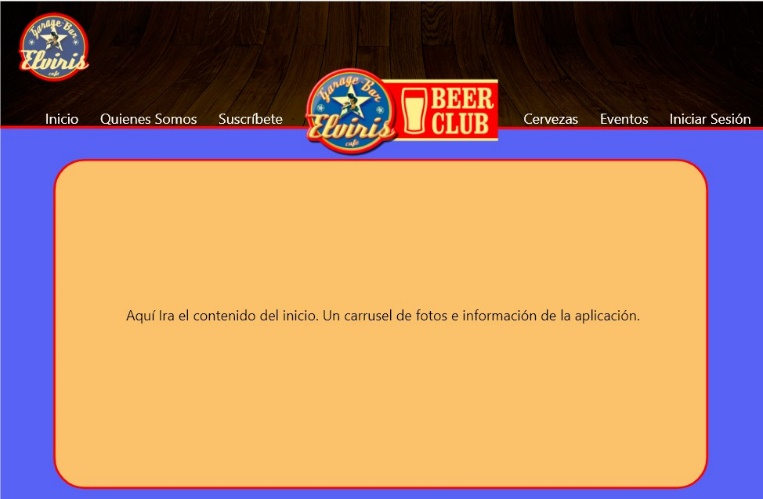 Garage Bar
Elviris
cafe
Garage Bar
Elviris
cafe
BEER
CLUB
Inicio
Quienes Somos
Suscríbete
Cervezas
Eventos
Iniciar Sesión
Aquí Ira el contenido del inicio. Un carrusel de fotos e información de la aplicación.